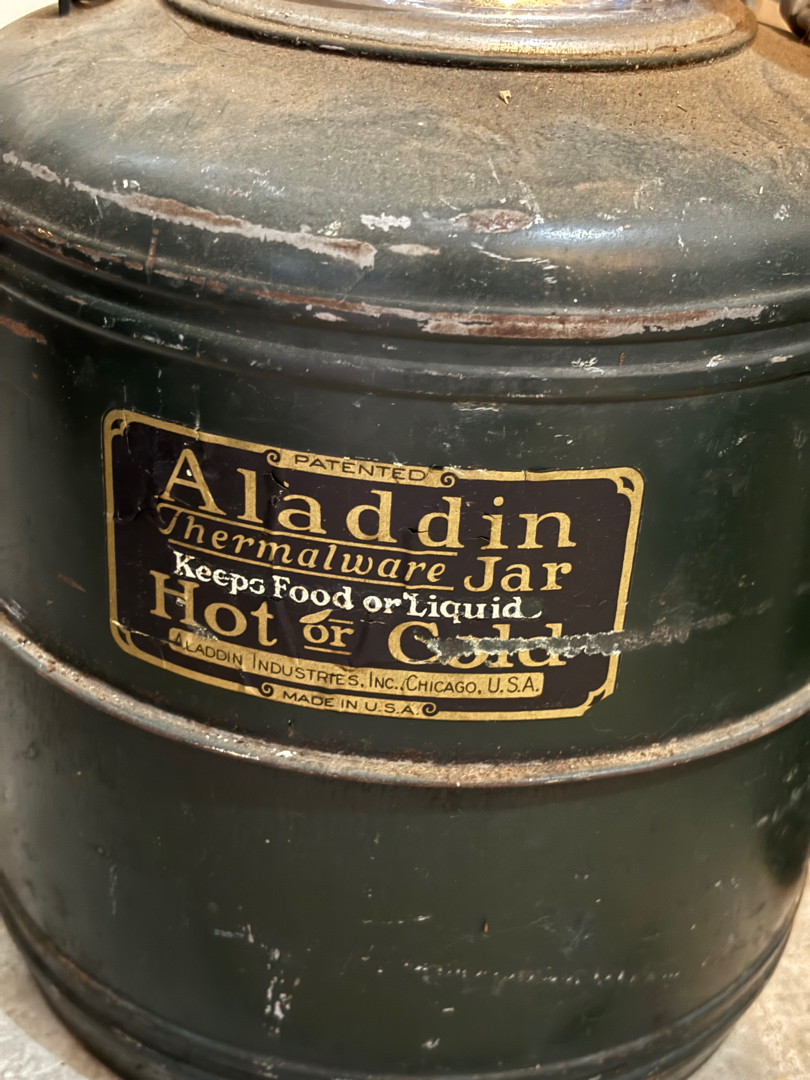 PATENTED
Aladdin
Thermalware Jar
Keeps Food or Liquid
Hot or Cold
ALADDIN INDUSTRIES, INC., CHICAGO, U.S.A.
MADE IN U.S.A.